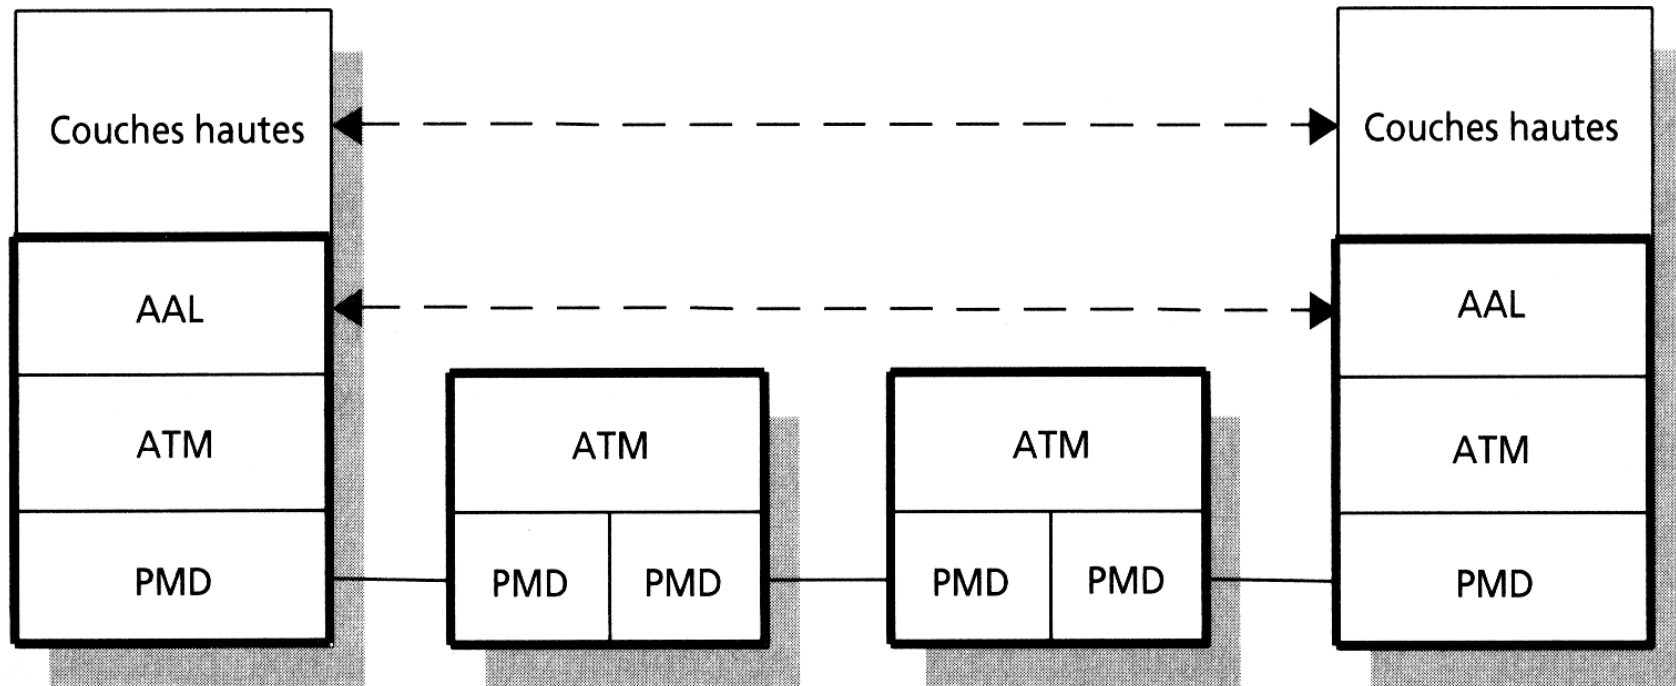 Couches hautes
Couches hautes
AAL
AAL
ATM
ATM
ATM
ATM
PMD
PMD
PMD
PMD
PMD
PMD